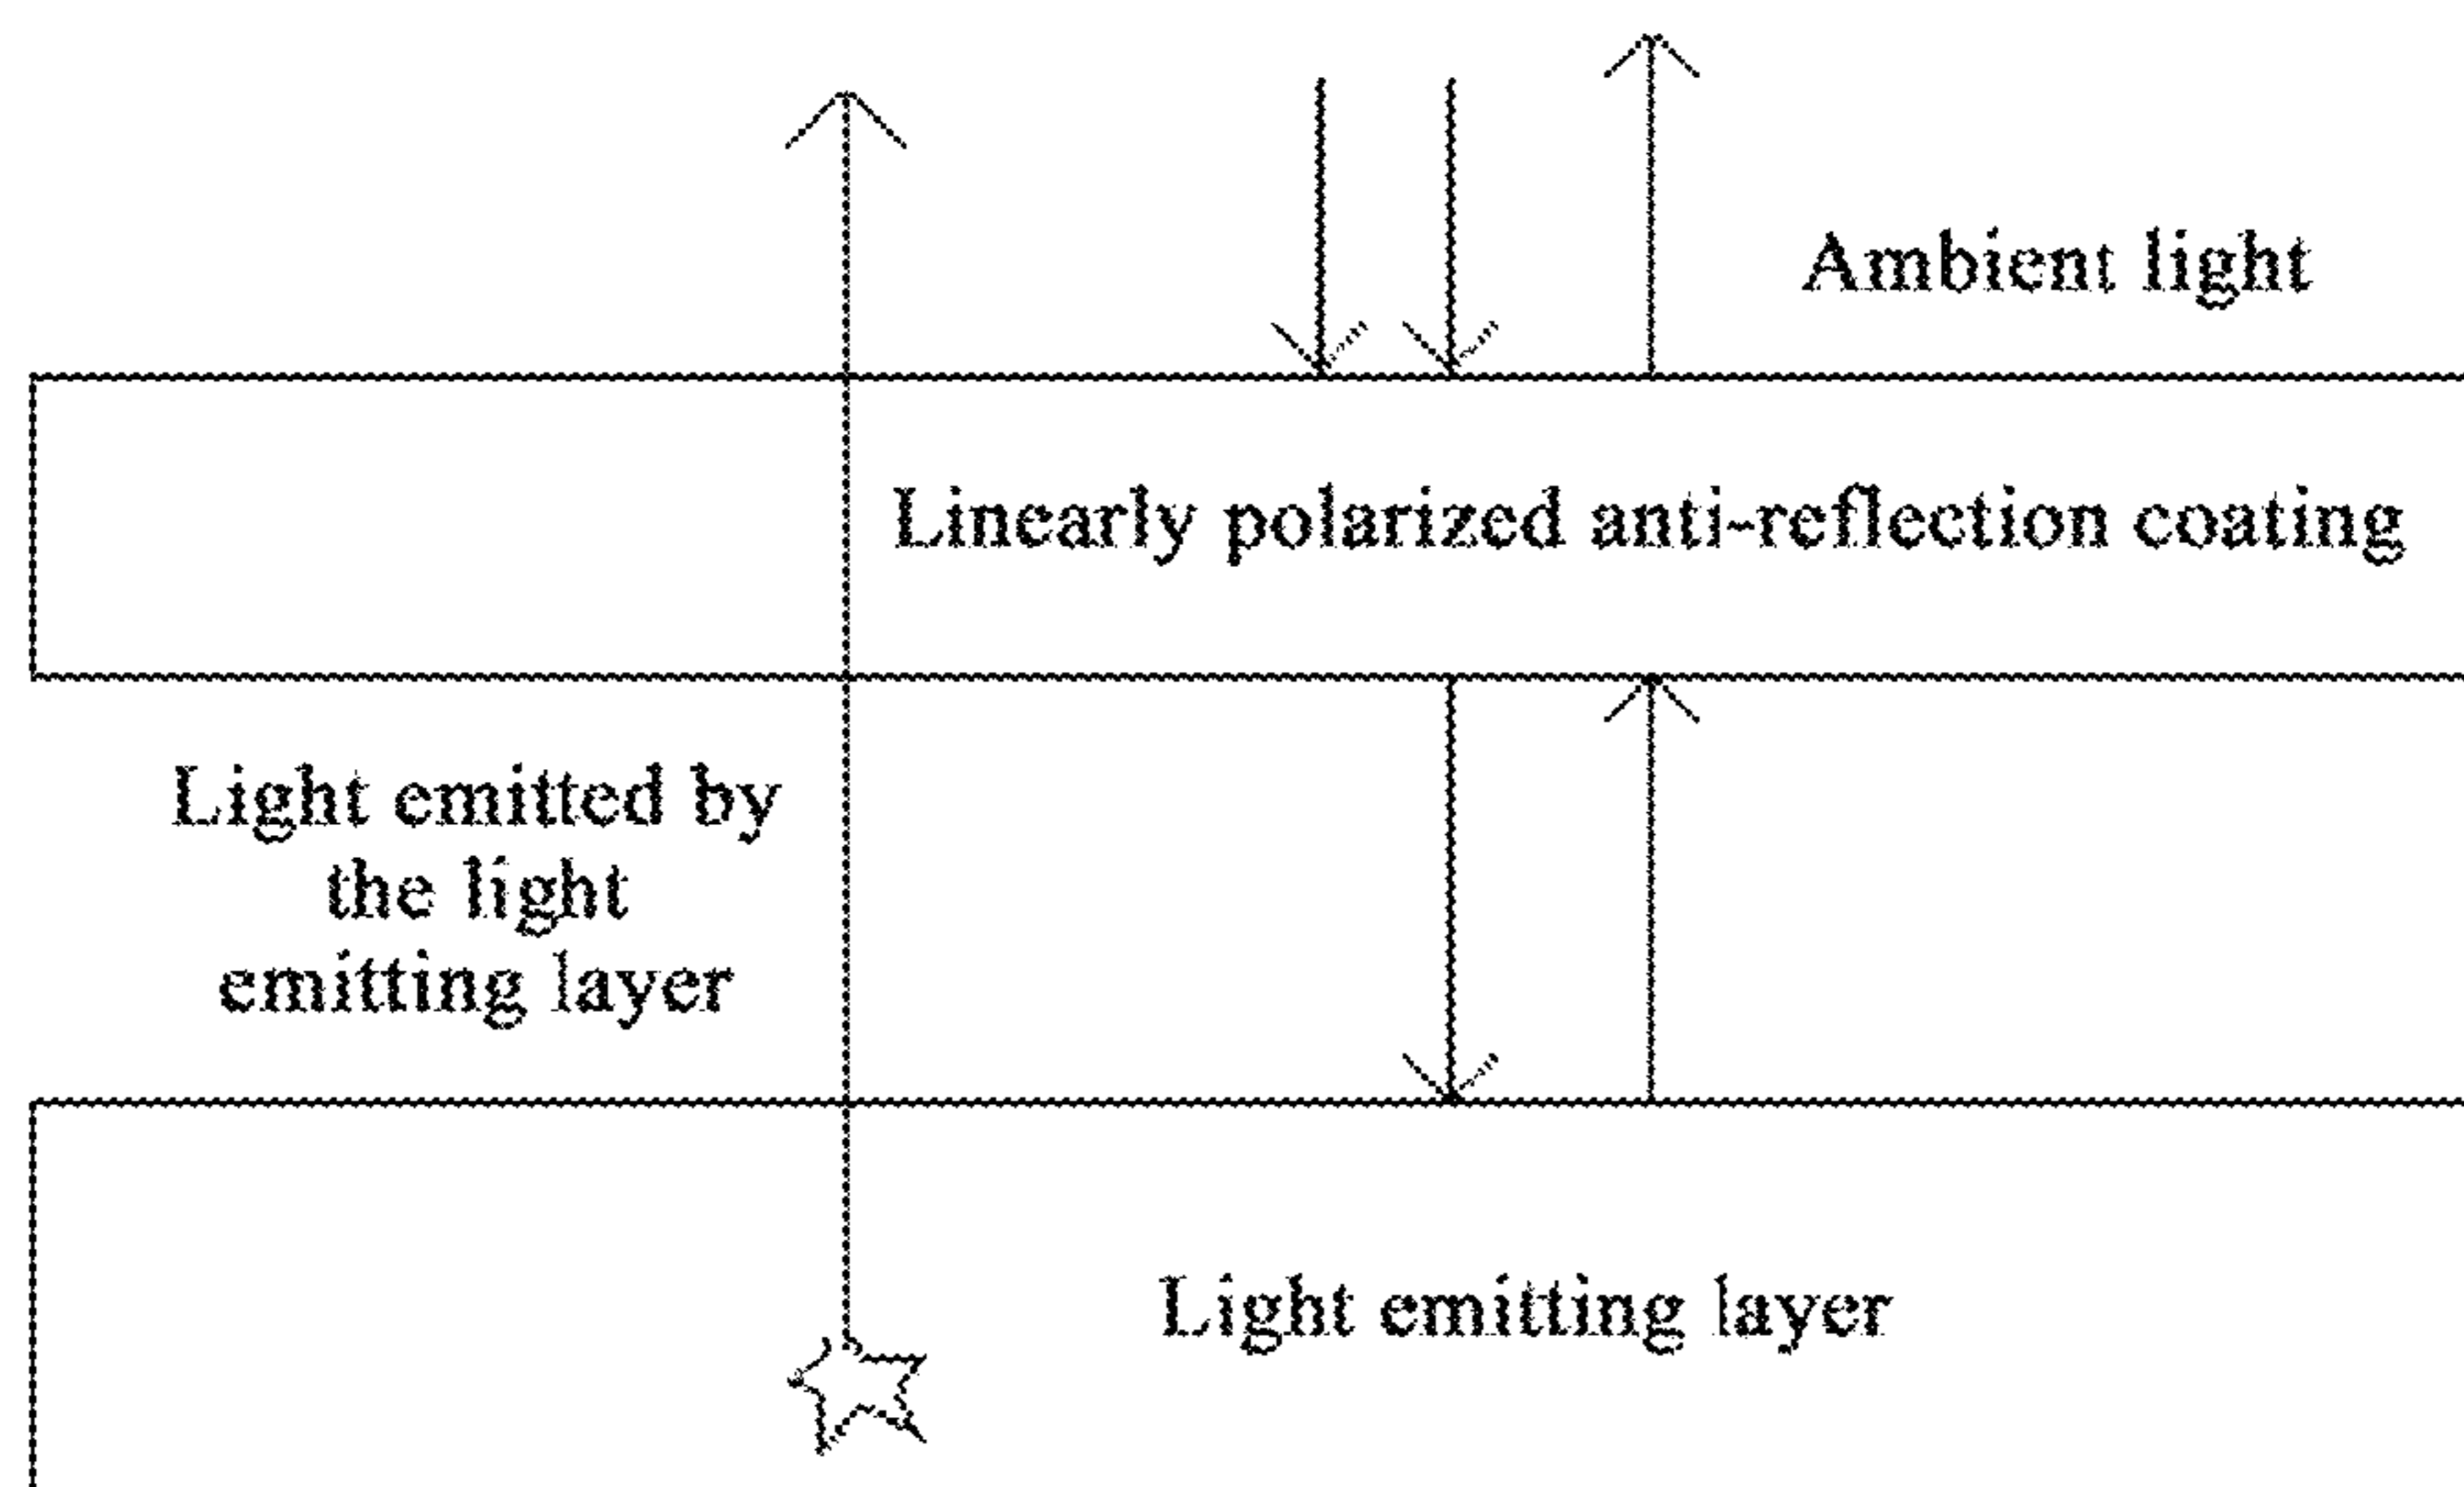 Ambient light
Linearly polarized anti-reflection coating
Light emitted by
the light
emitting layer
Light emitting layer